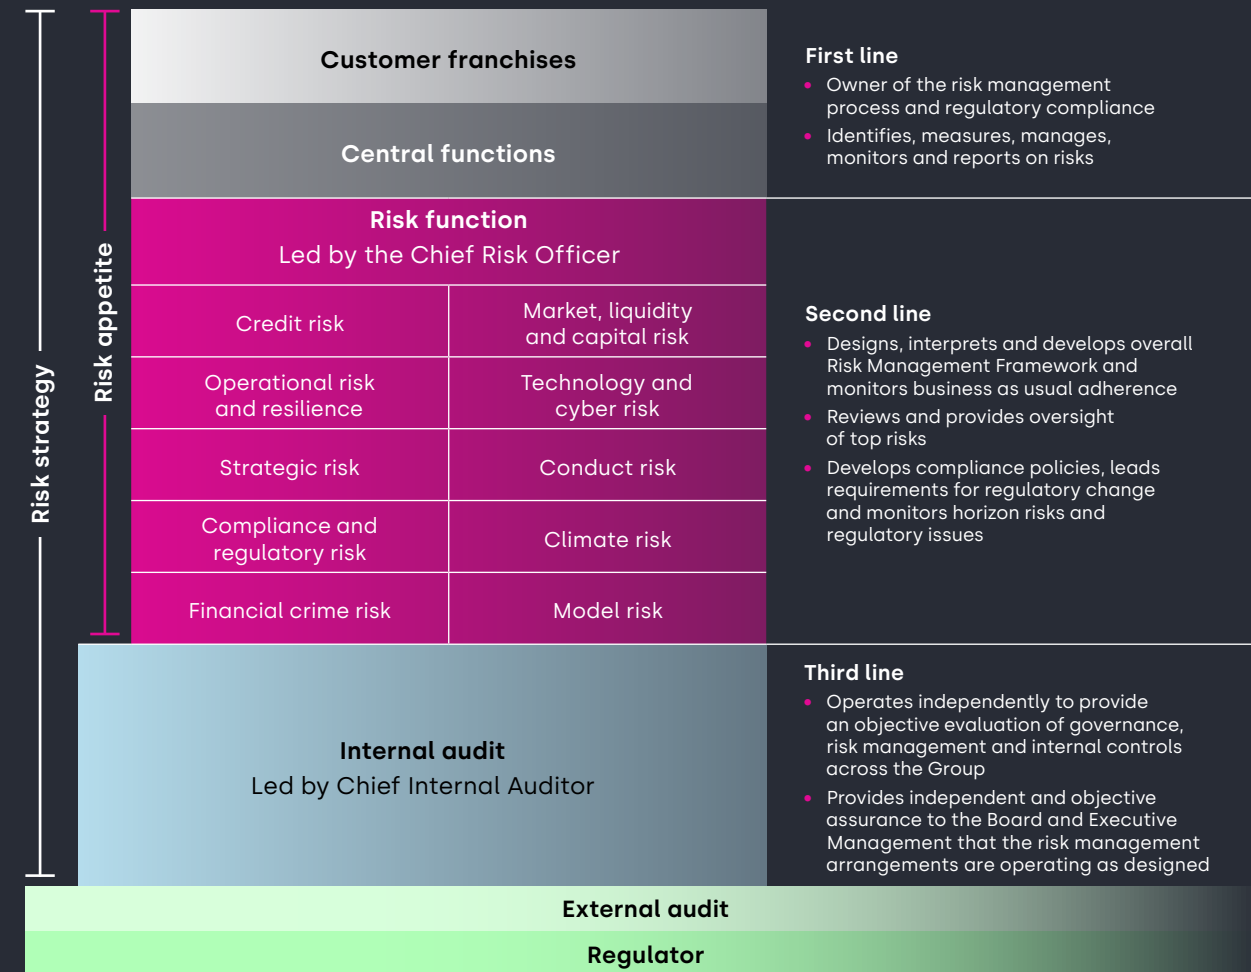 Risk strategy
Risk appetite
Customer franchises
Central functions
First line
• Owner of the risk management
process and regulatory compliance
• Identifies, measures, manages,
monitors and reports on risks
Risk function
Led by the Chief Risk Officer
Credit risk
Market, liquidity
and capital risk
Operational risk
and resilience
Technology and
cyber risk
Strategic risk
Conduct risk
Compliance and
regulatory risk
Climate risk
Financial crime risk
Model risk
Second line
• Designs, interprets and develops overall
Risk Management Framework and
monitors business as usual adherence
• Reviews and provides oversight
of top risks
• Develops compliance policies, leads
requirements for regulatory change
and monitors horizon risks and
regulatory issues
Internal audit
Led by Chief Internal Auditor
Third line
• Operates independently to provide
an objective evaluation of governance,
risk management and internal controls
across the Group
• Provides independent and objective
assurance to the Board and Executive
Management that the risk management
arrangements are operating as designed
External audit
Regulator